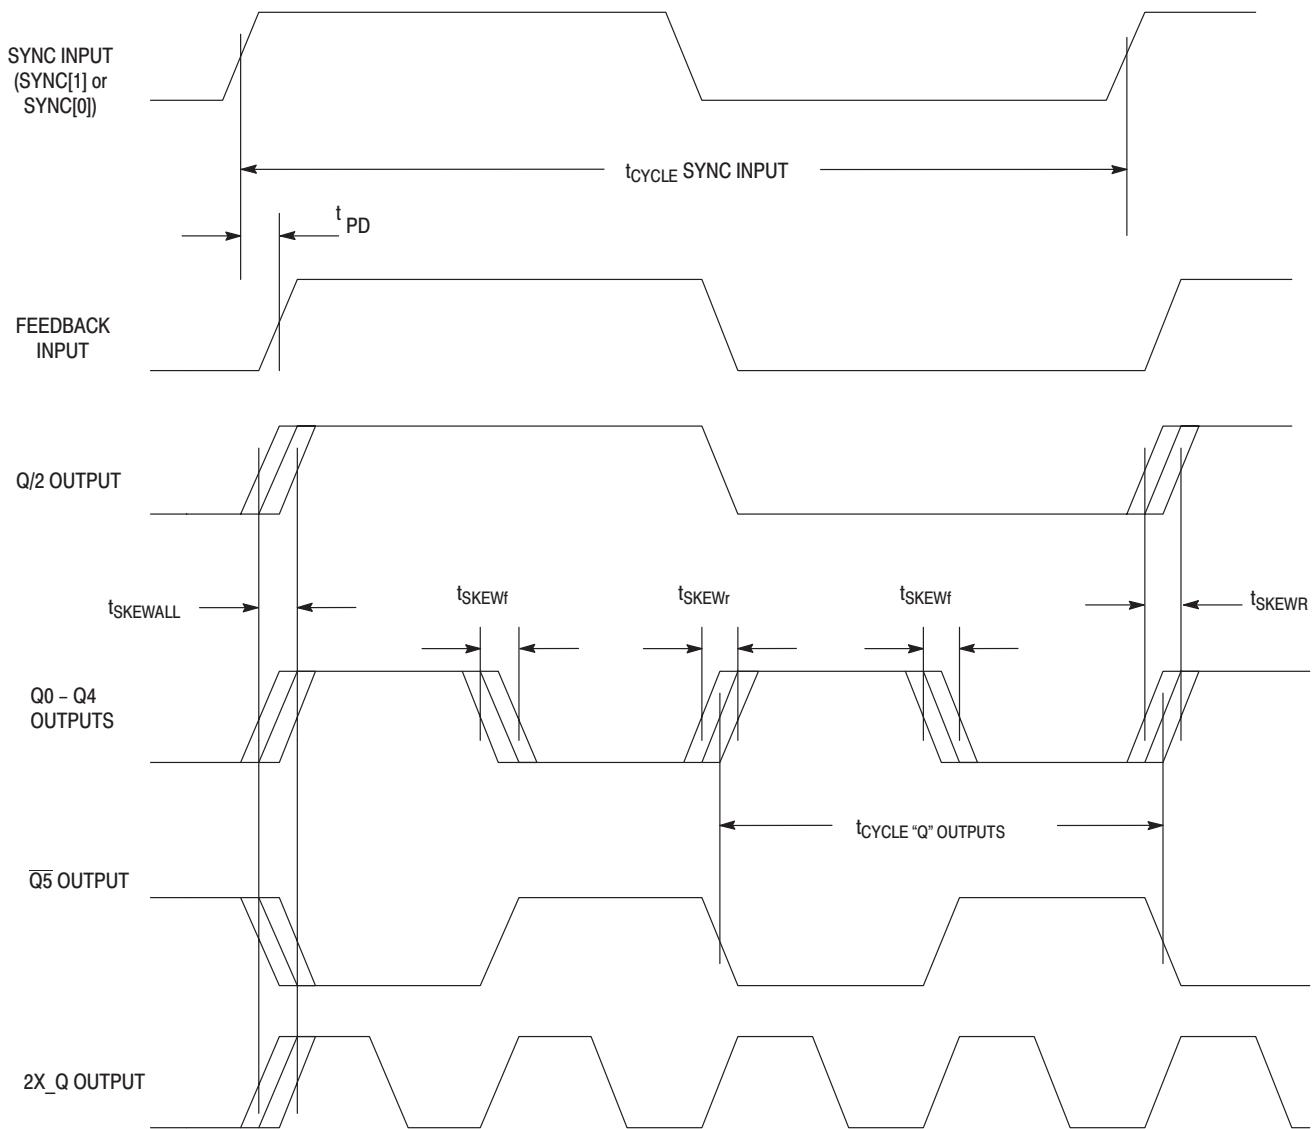 SYNC INPUT
(SYNC[1] or
SYNC[0])
tCYCLE SYNC INPUT
t PD
FEEDBACK
INPUT
Q/2 OUTPUT
tSKEWALL
tSKEWf
tSKEWr
tSKEWf
tSKEWR
Q0 – Q4
OUTPUTS
tCYCLE “Q” OUTPUTS
Q5 OUTPUT
2X_Q OUTPUT